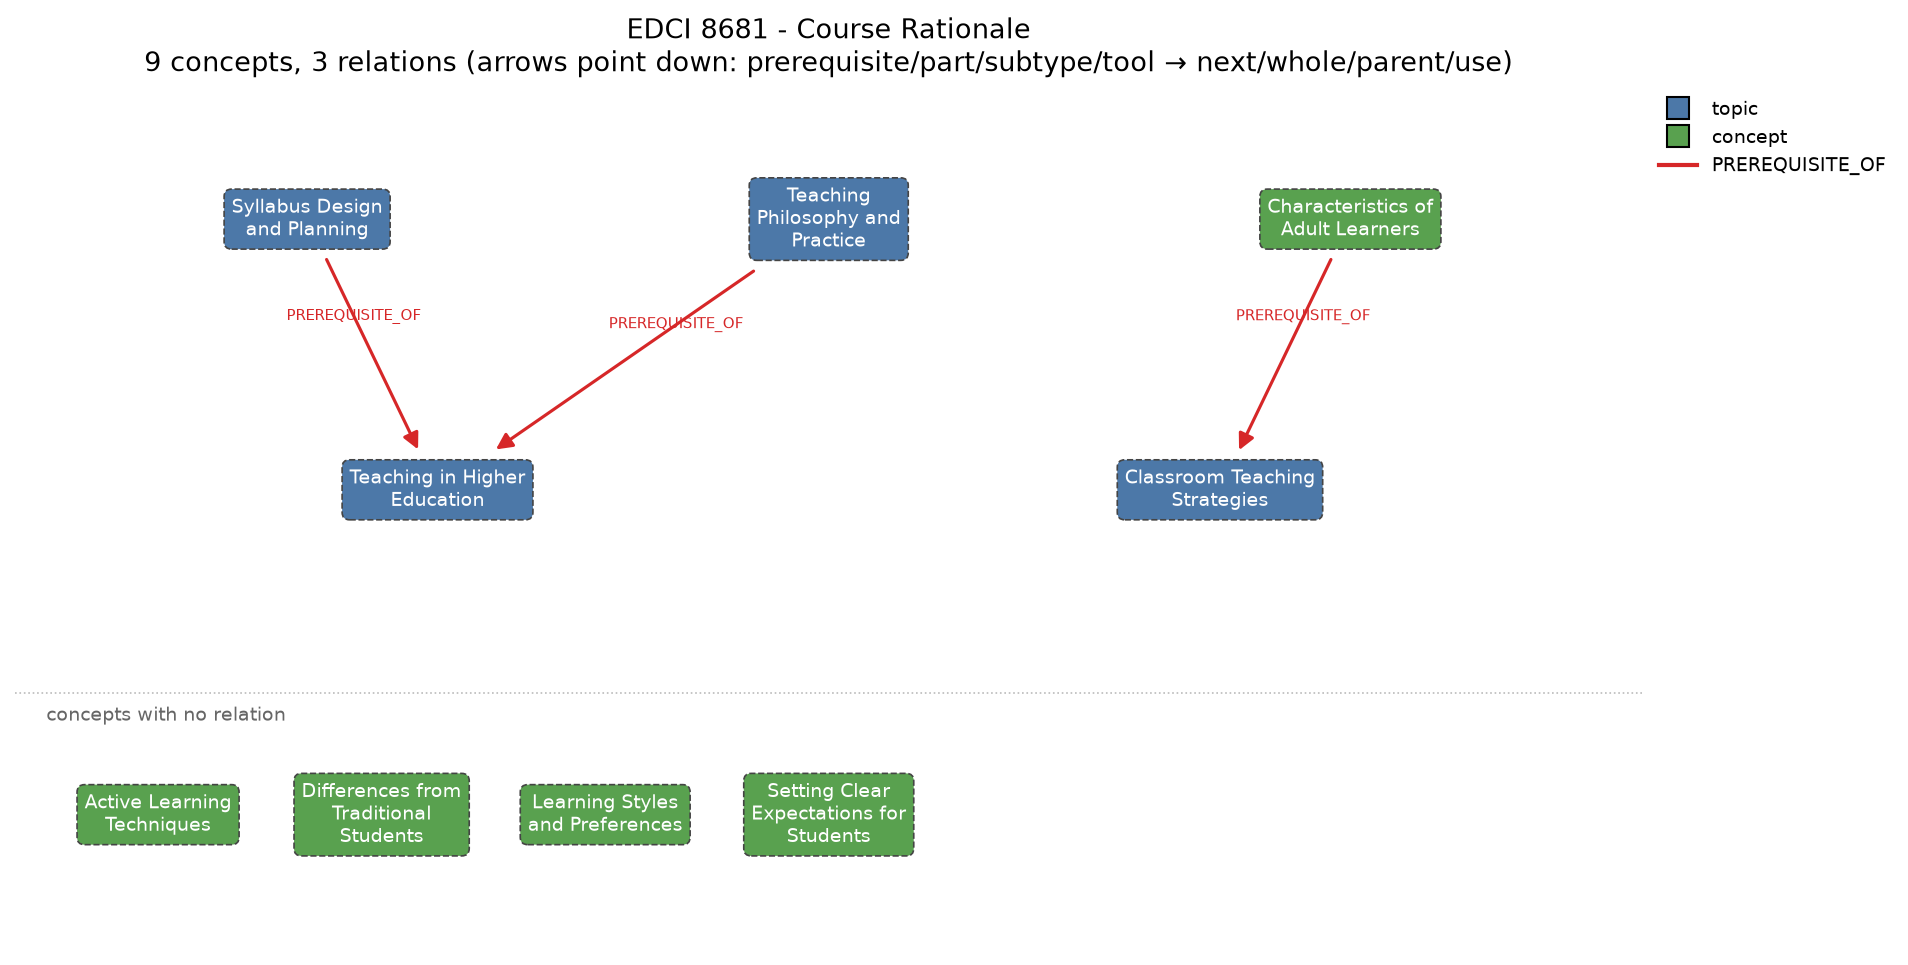 EDCI 8681 - Course Rationale
9 concepts, 3 relations (arrows point down: prerequisite/part/subtype/tool → next/whole/parent/use)
topic
concept
PREREQUISITE_OF
Syllabus Design
and Planning
Teaching
Philosophy and
Practice
Characteristics of
Adult Learners
PREREQUISITE_OF
PREREQUISITE_OF
PREREQUISITE_OF
Teaching in Higher
Education
Classroom Teaching
Strategies
concepts with no relation
Active Learning
Techniques
Differences from
Traditional
Students
Learning Styles
and Preferences
Setting Clear
Expectations for
Students